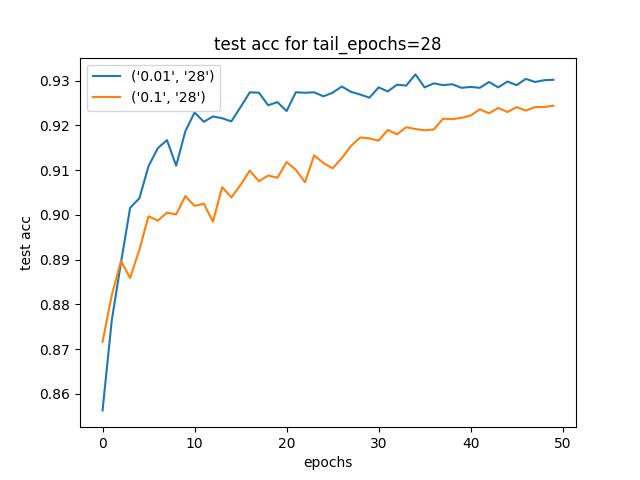 test acc for tail_epochs=28
('0.01', '28')
('0.1', '28')
test acc
0.93
0.92
0.91
0.90
0.89
0.88
0.87
0.86
0 10 20 30 40 50
epochs